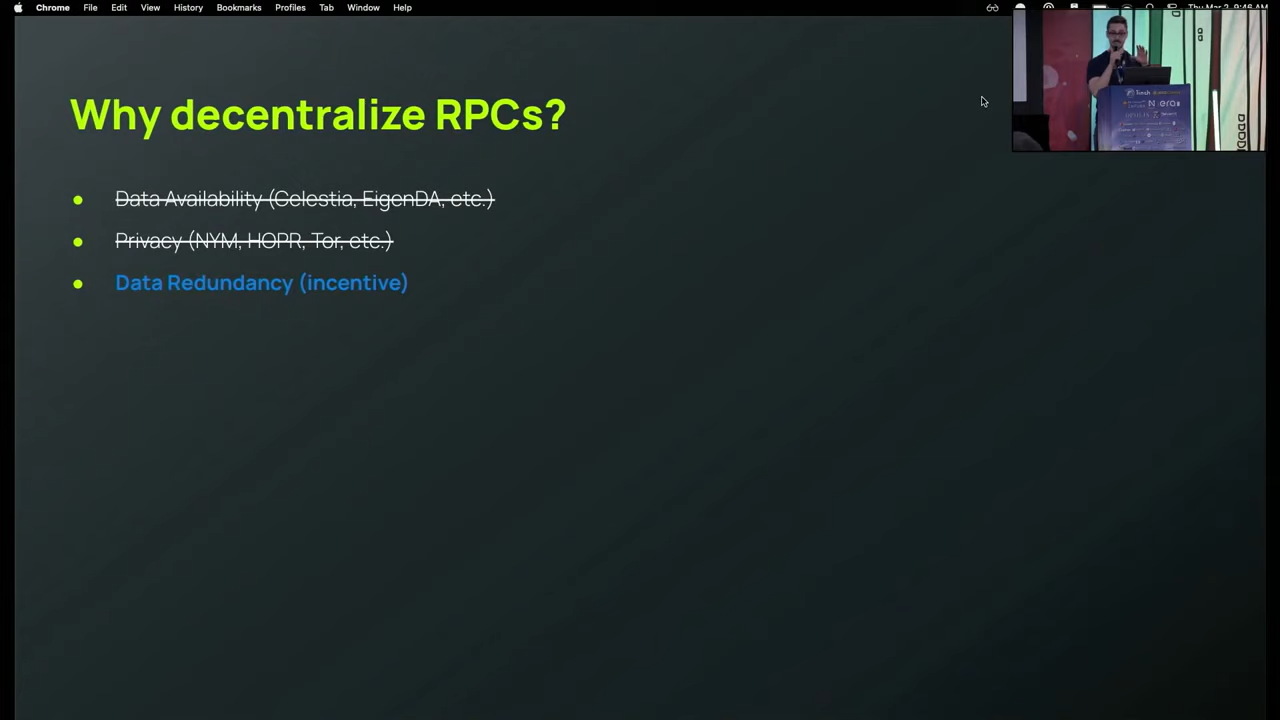 Chrome File Edit View History Bookmarks Profiles Tab Window Help
Why decentralize RPCs?
Data Availability (Celestia, EigenDA, etc.)
Privacy (NYM, HOPR, Tor, etc.)
Data Redundancy (incentive)